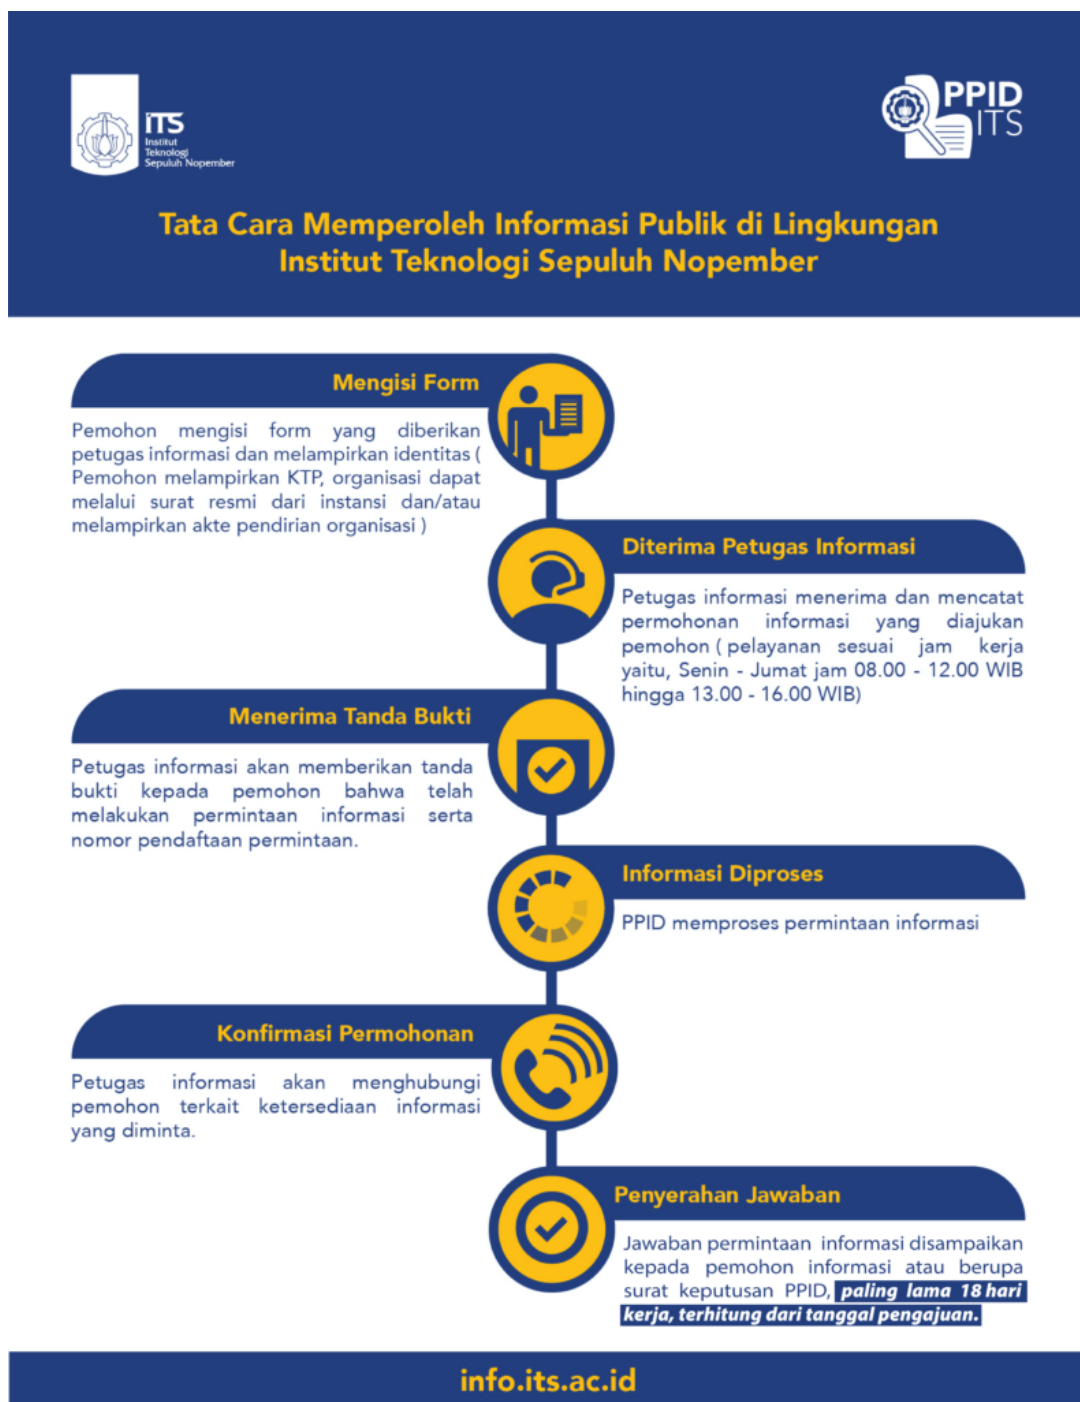 iTS
Institut
Teknologi
Sepuluh Nopember
PPID
ITS
Tata Cara Memperoleh Informasi Publik di Lingkungan
Institut Teknologi Sepuluh Nopember
Mengisi Form
Pemohon mengisi form yang diberikan
petugas informasi dan melampirkan identitas (
Pemohon melampirkan KTP, organisasi dapat
melalui surat resmi dari instansi dan/atau
melampirkan akte pendirian organisasi )
Diterima Petugas Informasi
Petugas informasi menerima dan mencatat
permohonan informasi yang diajukan
pemohon ( pelayanan sesuai jam kerja
yaitu, Senin - Jumat jam 08.00 - 12.00 WIB
hingga 13.00 - 16.00 WIB)
Menerima Tanda Bukti
Petugas informasi akan memberikan tanda
bukti kepada pemohon bahwa telah
melakukan permintaan informasi serta
nomor pendaftaan permintaan.
Informasi Diproses
PPID memproses permintaan informasi
Konfirmasi Permohonan
Petugas informasi akan menghubungi
pemohon terkait ketersediaan informasi
yang diminta.
Penyerahan Jawaban
Jawaban permintaan informasi disampaikan
kepada pemohon informasi atau berupa
surat keputusan PPID, paling lama 18 hari
kerja, terhitung dari tanggal pengajuan.
info.its.ac.id